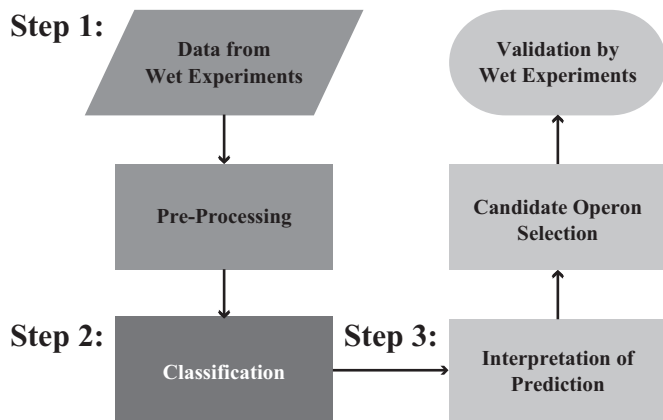 Step 1:
Data from
Wet Experiments
Pre-Processing
Step 2:
Classification
Step 3:
Interpretation of
Prediction
Candidate Operon
Selection
Validation by
Wet Experiments